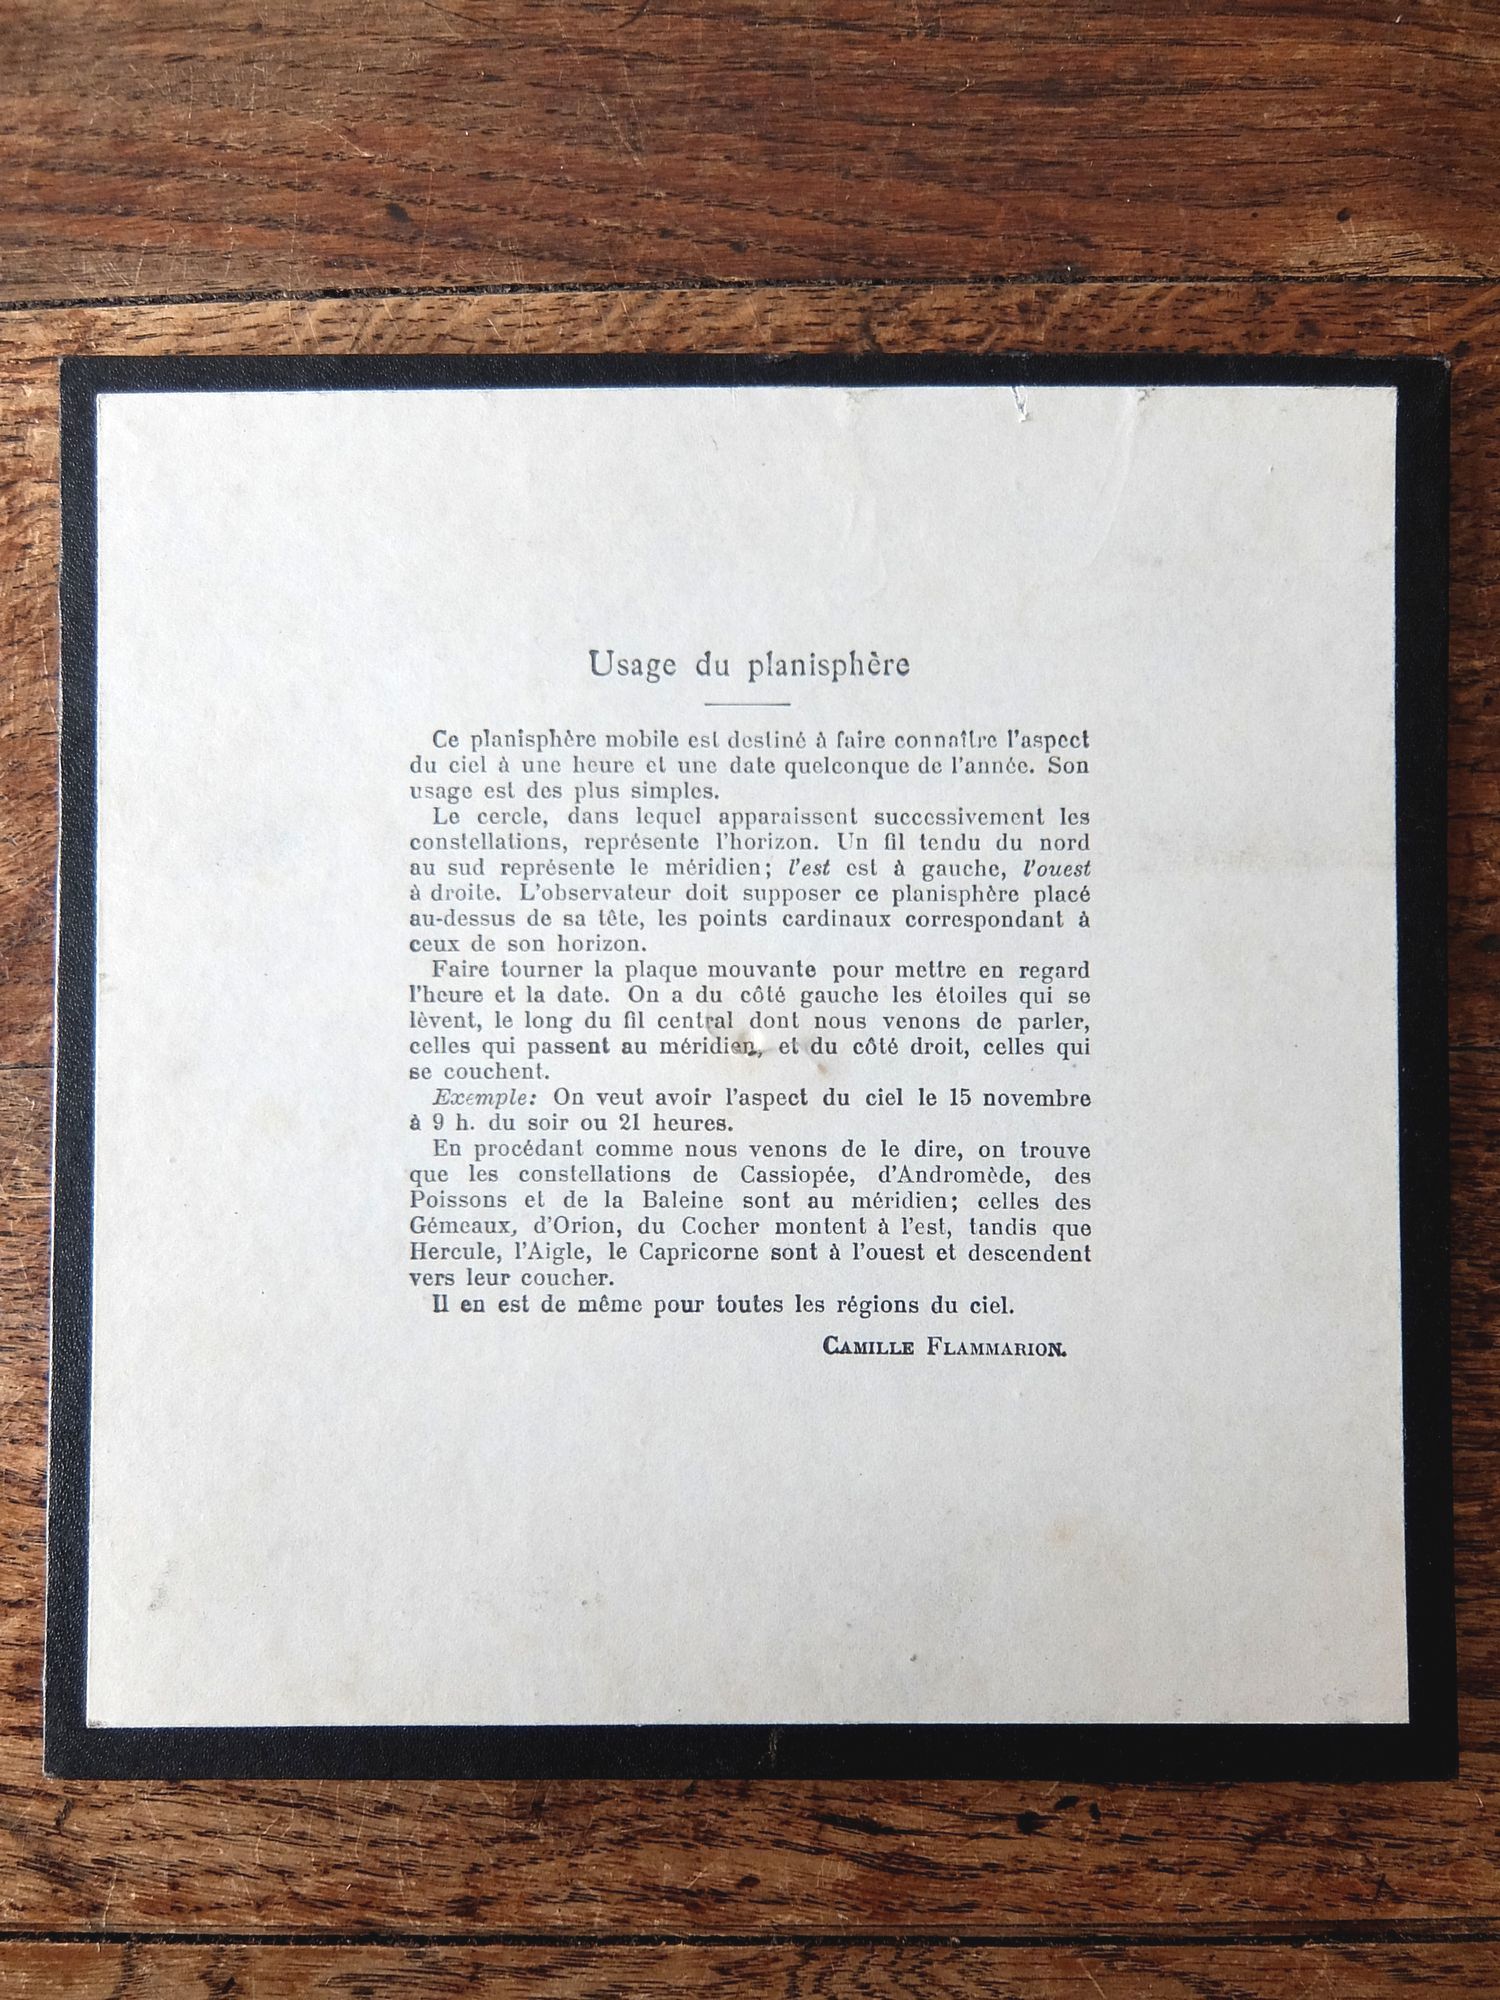 Usage du planisphère
Ce planisphère mobile est destiné à faire connaître l'aspect
du ciel à une heure et une date quelconque de l'année. Son
usage est des plus simples.
Le cercle, dans lequel apparaissent successivement les
constellations, représente l'horizon. Un fil tendu du nord
au sud représente le méridien; l'est est à gauche, l'ouest
à droite. L'observateur doit supposer ce planisphère placé
au-dessus de sa tête, les points cardinaux correspondant à
ceux de son horizon.
Faire tourner la plaque mouvante pour mettre en regard
l'heure et la date. On a du côté gauche les étoiles qui se
lèvent, le long du fil central dont nous venons de parler,
celles qui passent au méridien, et du côté droit, celles qui
se couchent.
Exemple: On veut avoir l'aspect du ciel le 15 novembre
à 9 h. du soir ou 21 heures.
En procédant comme nous venons de le dire, on trouve
que les constellations de Cassiopée, d'Andromède, des
Poissons et de la Baleine sont au méridien; celles des
Gémeaux, d'Orion, du Cocher montent à l'est, tandis que
Hercule, l'Aigle, le Capricorne sont à l'ouest et descendent
vers leur coucher.
Il en est de même pour toutes les régions du ciel.
CAMILLE FLAMMARION.